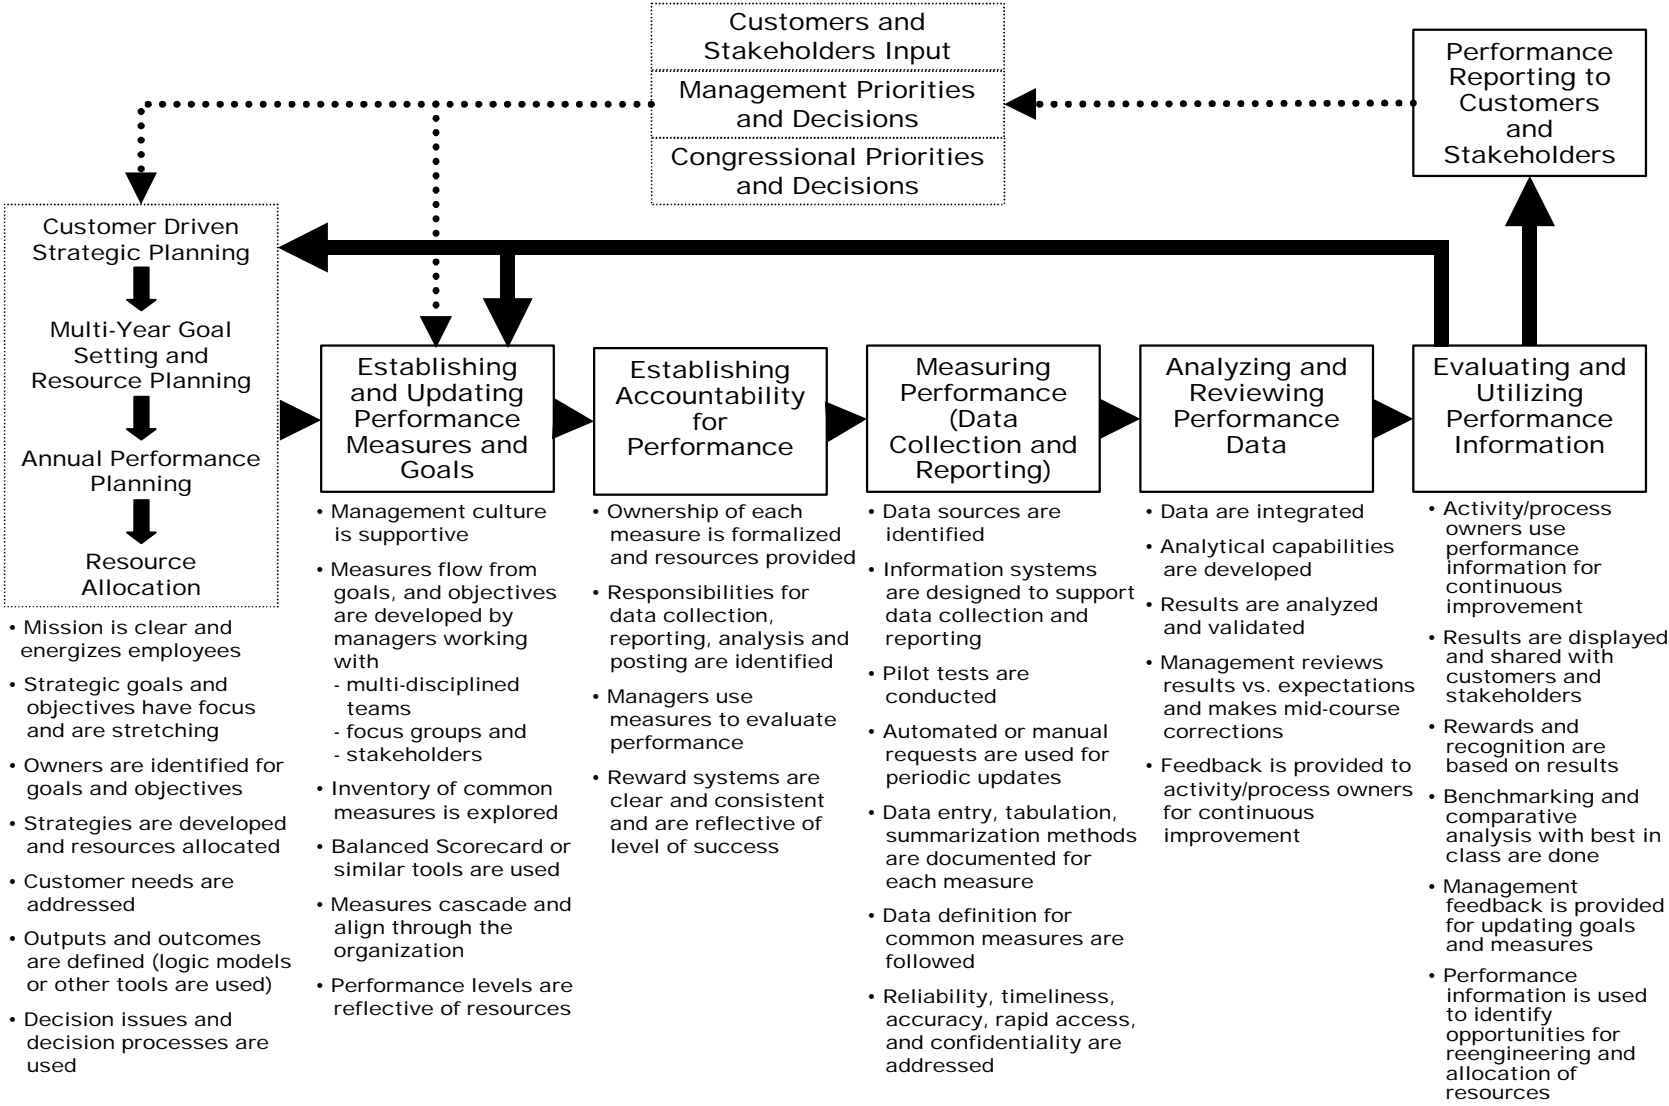 Customers and
Stakeholders Input
Management Priorities
and Decisions
Congressional Priorities
and Decisions
Performance
Reporting to
Customers
and
Stakeholders
Customer Driven
Strategic Planning
Multi-Year Goal
Setting and
Resource Planning
Annual Performance
Planning
Resource
Allocation
• Mission is clear and
energizes employees
• Strategic goals and
objectives have focus
and are stretching
• Owners are identified for
goals and objectives
• Strategies are developed
and resources allocated
• Customer needs are
addressed
• Outputs and outcomes
are defined (logic models
or other tools are used)
• Decision issues and
decision processes are
used
Establishing
and Updating
Performance
Measures and
Goals
• Management culture
is supportive
• Measures flow from
goals, and objectives
are developed by
managers working
with
- multi-disciplined
teams
- focus groups and
- stakeholders
• Inventory of common
measures is explored
• Balanced Scorecard or
similar tools are used
• Measures cascade and
align through the
organization
• Performance levels are
reflective of resources
Establishing
Accountability
for
Performance
• Ownership of each
measure is formalized
and resources provided
• Responsibilities for
data collection,
reporting, analysis and
posting are identified
• Managers use
measures to evaluate
performance
• Reward systems are
clear and consistent
and are reflective of
level of success
Measuring
Performance
(Data
Collection and
Reporting)
• Data sources are
identified
• Information systems
are designed to support
data collection and
reporting
• Pilot tests are
conducted
• Automated or manual
requests are used for
periodic updates
• Data entry, tabulation,
summarization methods
are documented for
each measure
• Data definition for
common measures are
followed
• Reliability, timeliness,
accuracy, rapid access,
and confidentiality are
addressed
Analyzing and
Reviewing
Performance
Data
• Data are integrated
• Analytical capabilities
are developed
• Results are analyzed
and validated
• Management reviews
results vs. expectations
and makes mid-course
corrections
• Feedback is provided to
activity/process owners
for continuous
improvement
Evaluating and
Utilizing
Performance
Information
• Activity/process
owners use
performance
information for
continuous
improvement
• Results are displayed
and shared with
customers and
stakeholders
• Rewards and
recognition are
based on results
• Benchmarking and
comparative
analysis with best in
class are done
• Management
feedback is provided
for updating goals
and measures
• Performance
information is used
to identify
opportunities for
reengineering and
allocation of
resources